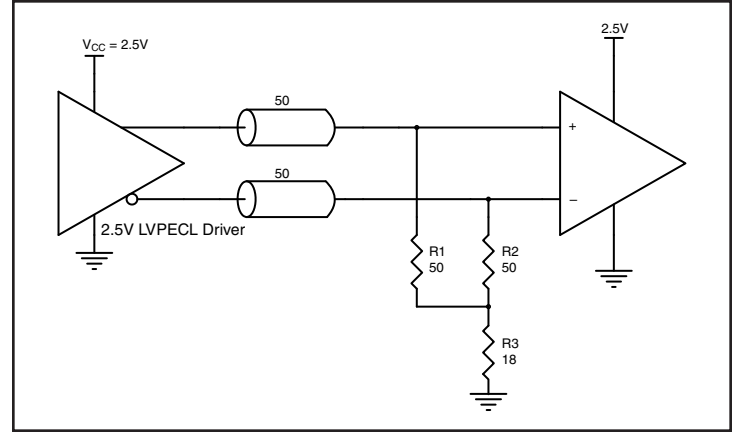 V_CC = 2.5V
2.5V
50
+
50
−
2.5V LVPECL Driver
R1
50
R2
50
R3
18